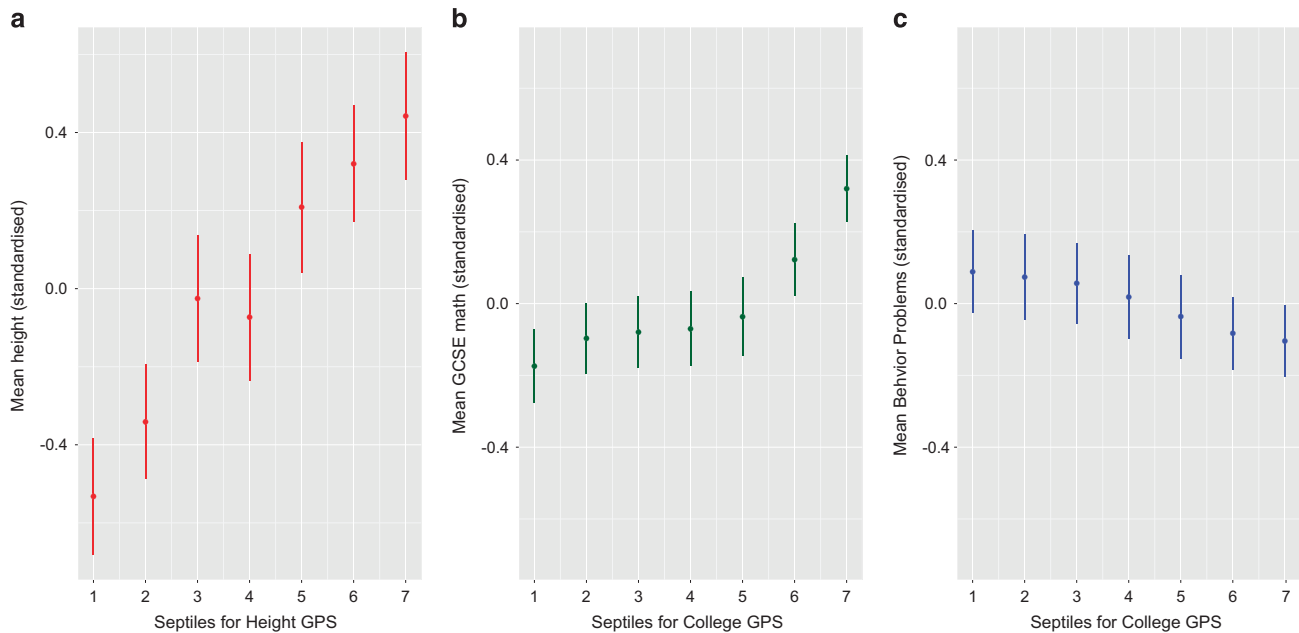 a
Mean height (standardised)
0.4
0.0
-0.4
1 2 3 4 5 6 7
Septiles for Height GPS
b
Mean GCSE math (standardised)
0.4
0.0
-0.4
1 2 3 4 5 6 7
Septiles for College GPS
c
Mean Behvior Problems (standardised)
0.4
0.0
-0.4
1 2 3 4 5 6 7
Septiles for College GPS